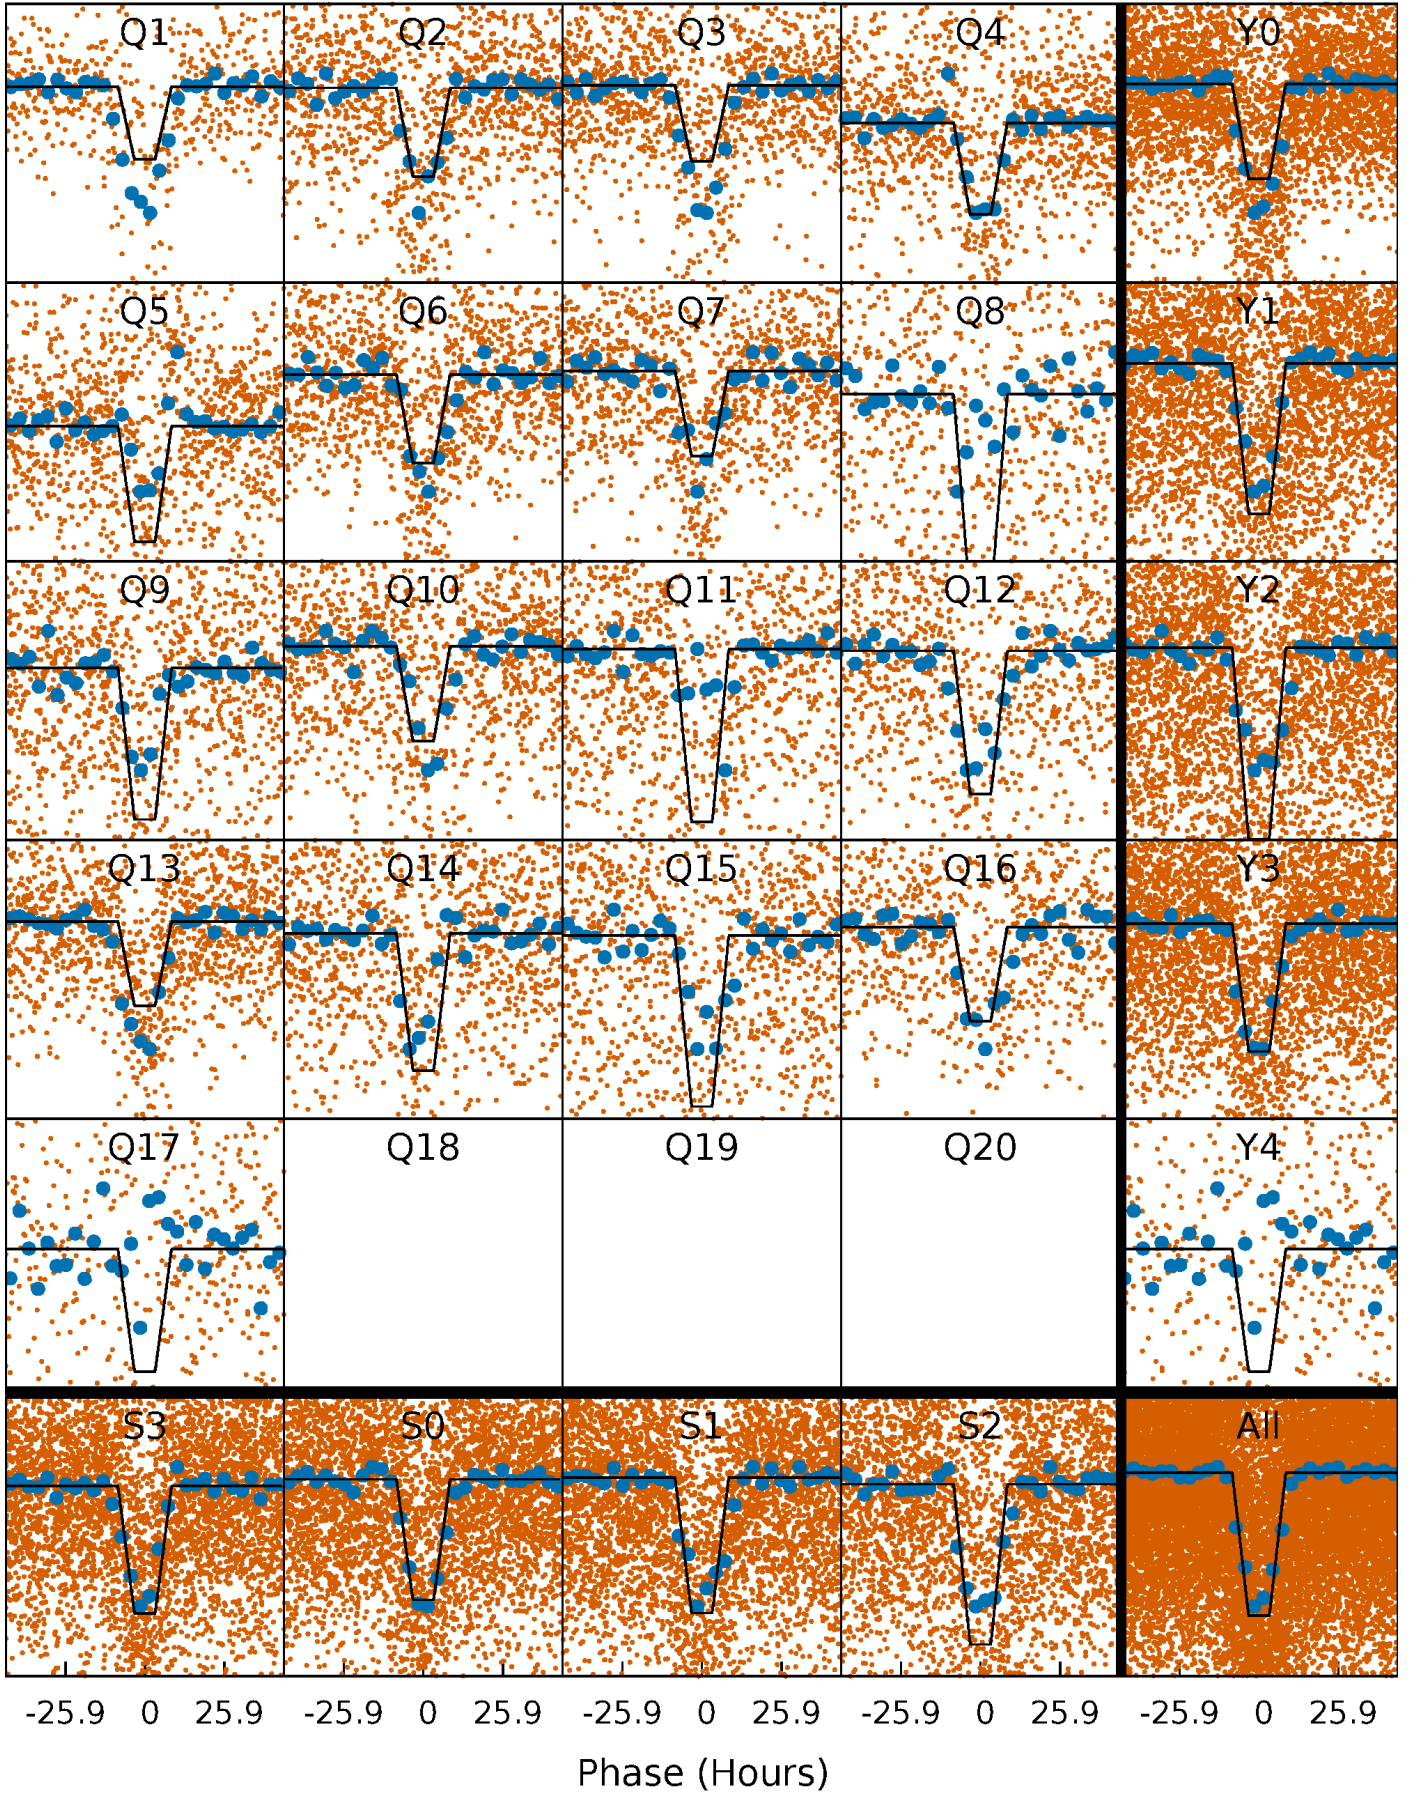 Q1 Q2 Q3 Q4 Y0
Q5 Q6 Q7 Q8 Y1
Q9 Q10 Q11 Q12 Y2
Q13 Q14 Q15 Q16 Y3
Q17 Q18 Q19 Q20 Y4
S3 S0 S1 S2 All
-25.9 0 25.9 -25.9 0 25.9 -25.9 0 25.9 -25.9 0 25.9 -25.9 0 25.9
Phase (Hours)